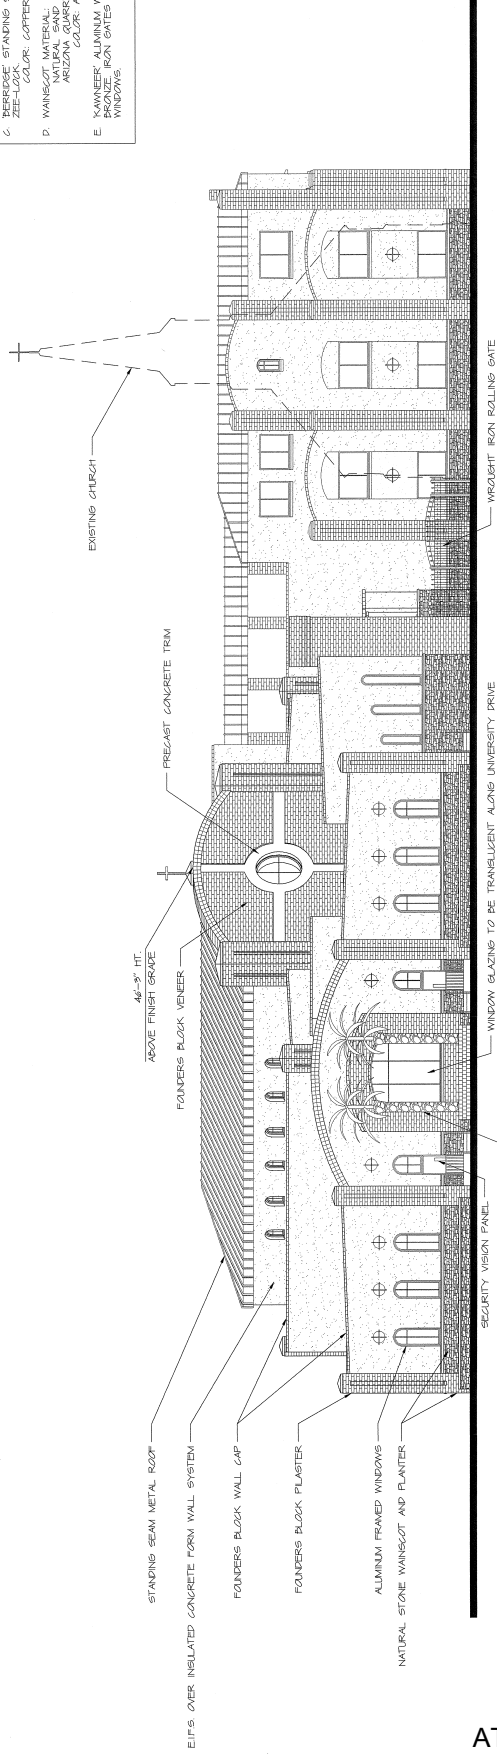 C. 'BERRIDGE' STANDING
ZEE-LOCK.
COLOR: COPPER
D. WAINSCOT MATERIAL:
NATURAL SAND
ARIZONA QUARR
COLOR: A
E. 'KAWNEER' ALUMINUM W
BRONZE. IRON GATES
WINDOWS.
EXISTING CHURCH
PRECAST CONCRETE TRIM
46'-3" HT.
ABOVE FINISH GRADE
FOUNDERS BLOCK VENEER
STANDING SEAM METAL ROOF
E.I.F.S. OVER INSULATED CONCRETE FORM WALL SYSTEM
FOUNDERS BLOCK WALL CAP
FOUNDERS BLOCK PILASTER
ALUMINUM FRAMED WINDOWS
NATURAL STONE WAINSCOT AND PLANTER
SECURITY VISION PANEL
WINDOW GLAZING TO BE TRANSLUCENT ALONG UNIVERSITY DRIVE
WROUGHT IRON ROLLING GATE
AT